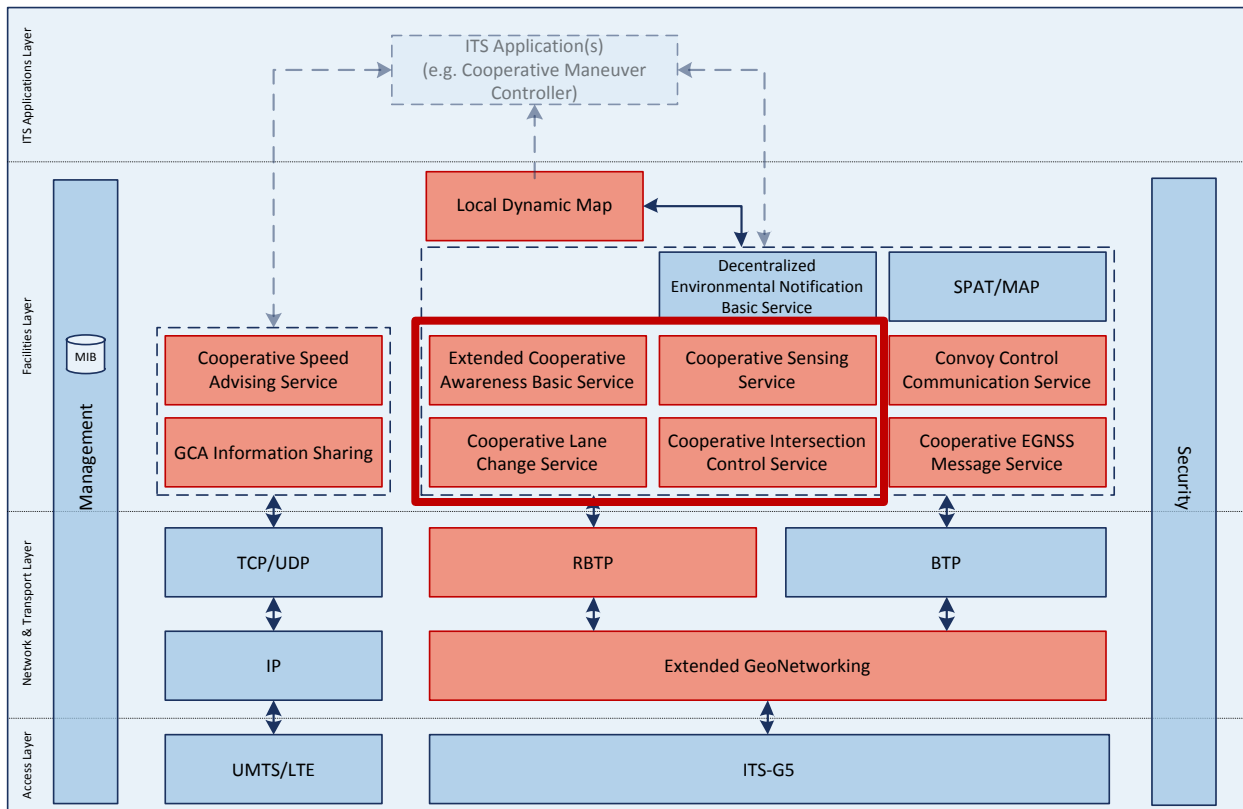 ITS Applications Layer
ITS Application(s)
(e.g. Cooperative Maneuver
Controller)
Facilities Layer
Management
MIB
Security
Local Dynamic Map
Decentralized
Environmental Notification
Basic Service
SPAT/MAP
Cooperative Speed
Advising Service
Extended Cooperative
Awareness Basic Service
Cooperative Sensing
Service
Convoy Control
Communication Service
GCA Information Sharing
Cooperative Lane
Change Service
Cooperative Intersection
Control Service
Cooperative EGNSS
Message Service
Network & Transport Layer
TCP/UDP
RBTP
BTP
IP
Extended GeoNetworking
Access Layer
UMTS/LTE
ITS-G5